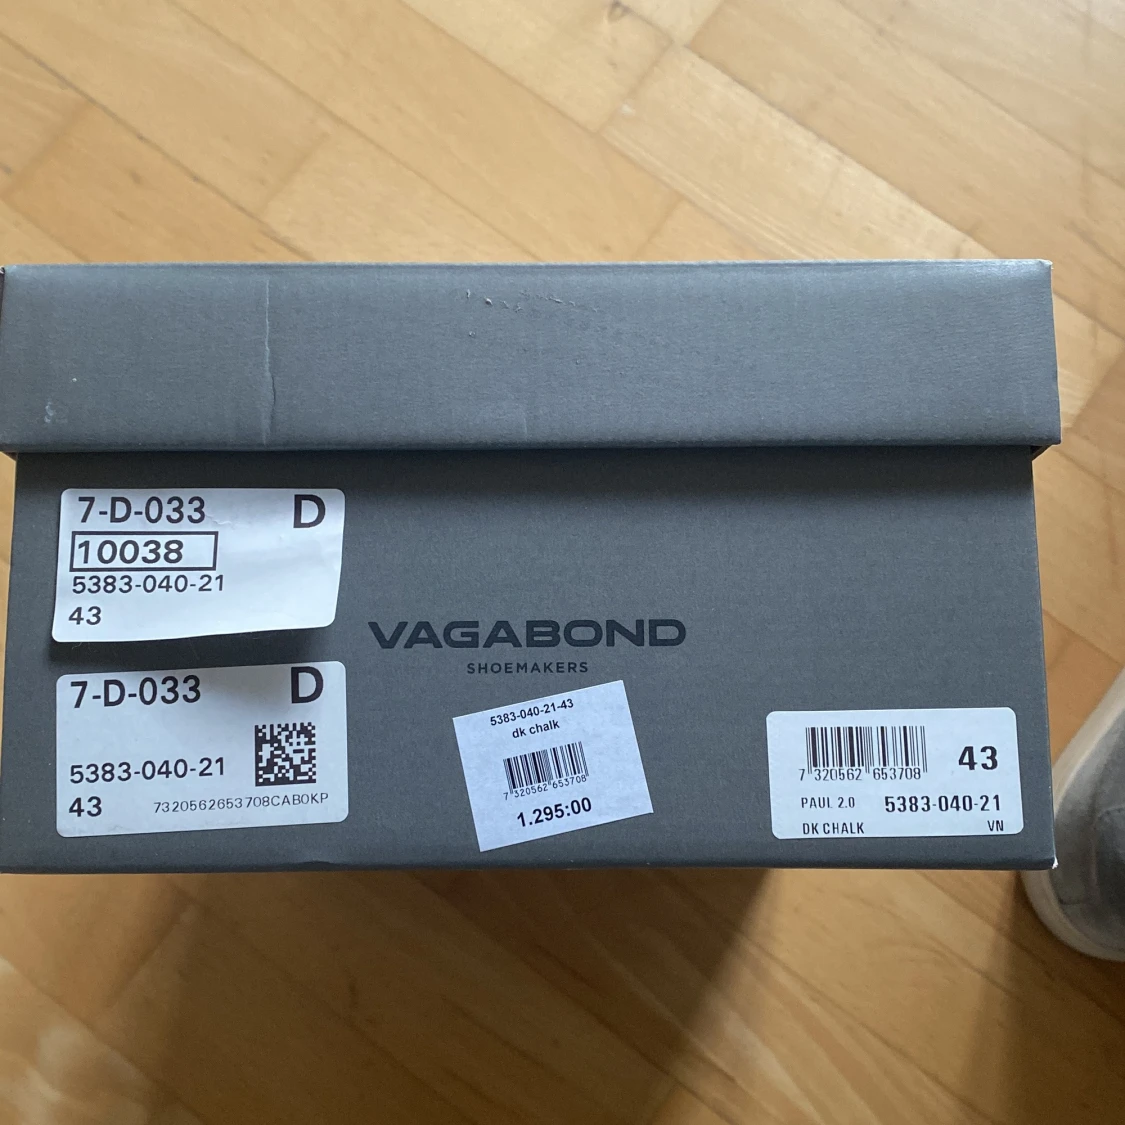 7-D-033 D
10038
5383-040-21
43
VAGABOND
SHOEMAKERS
7-D-033 D
5383-040-21
43 7320562653708CAB0KP
5383-040-21-43
dk chalk
7 320562 653708
1.295:00
7 320562 653708
43
PAUL 2.0 5383-040-21
DK CHALK VN